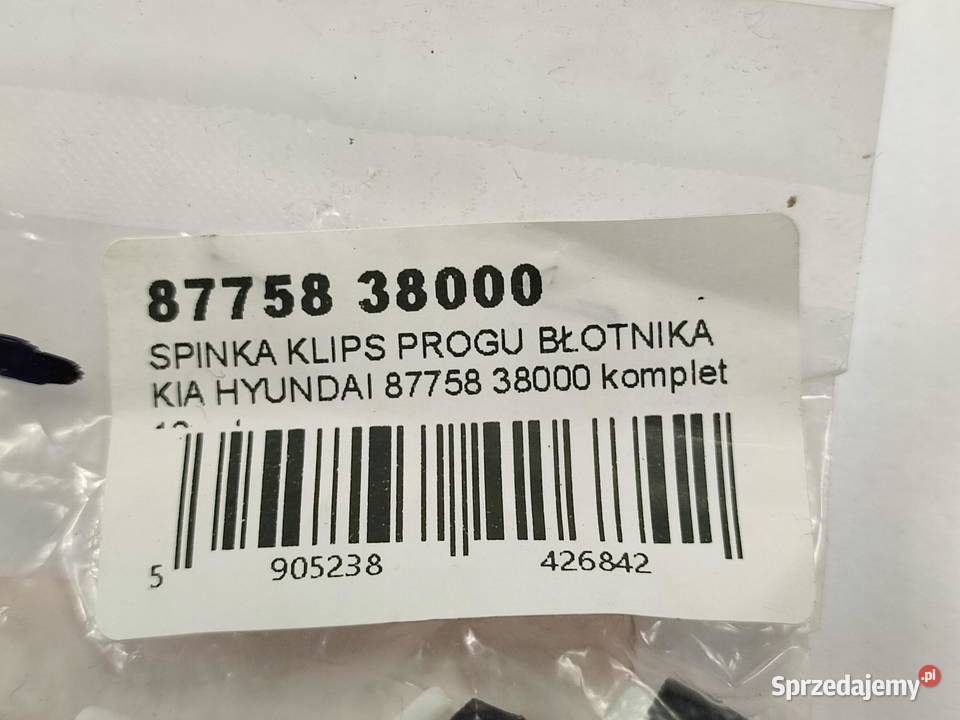 87758 38000
SPINKA KLIPS PROGU BŁOTNIKA
KIA HYUNDAI 87758 38000 komplet
5 905238 426842
Sprzedajemy.pl